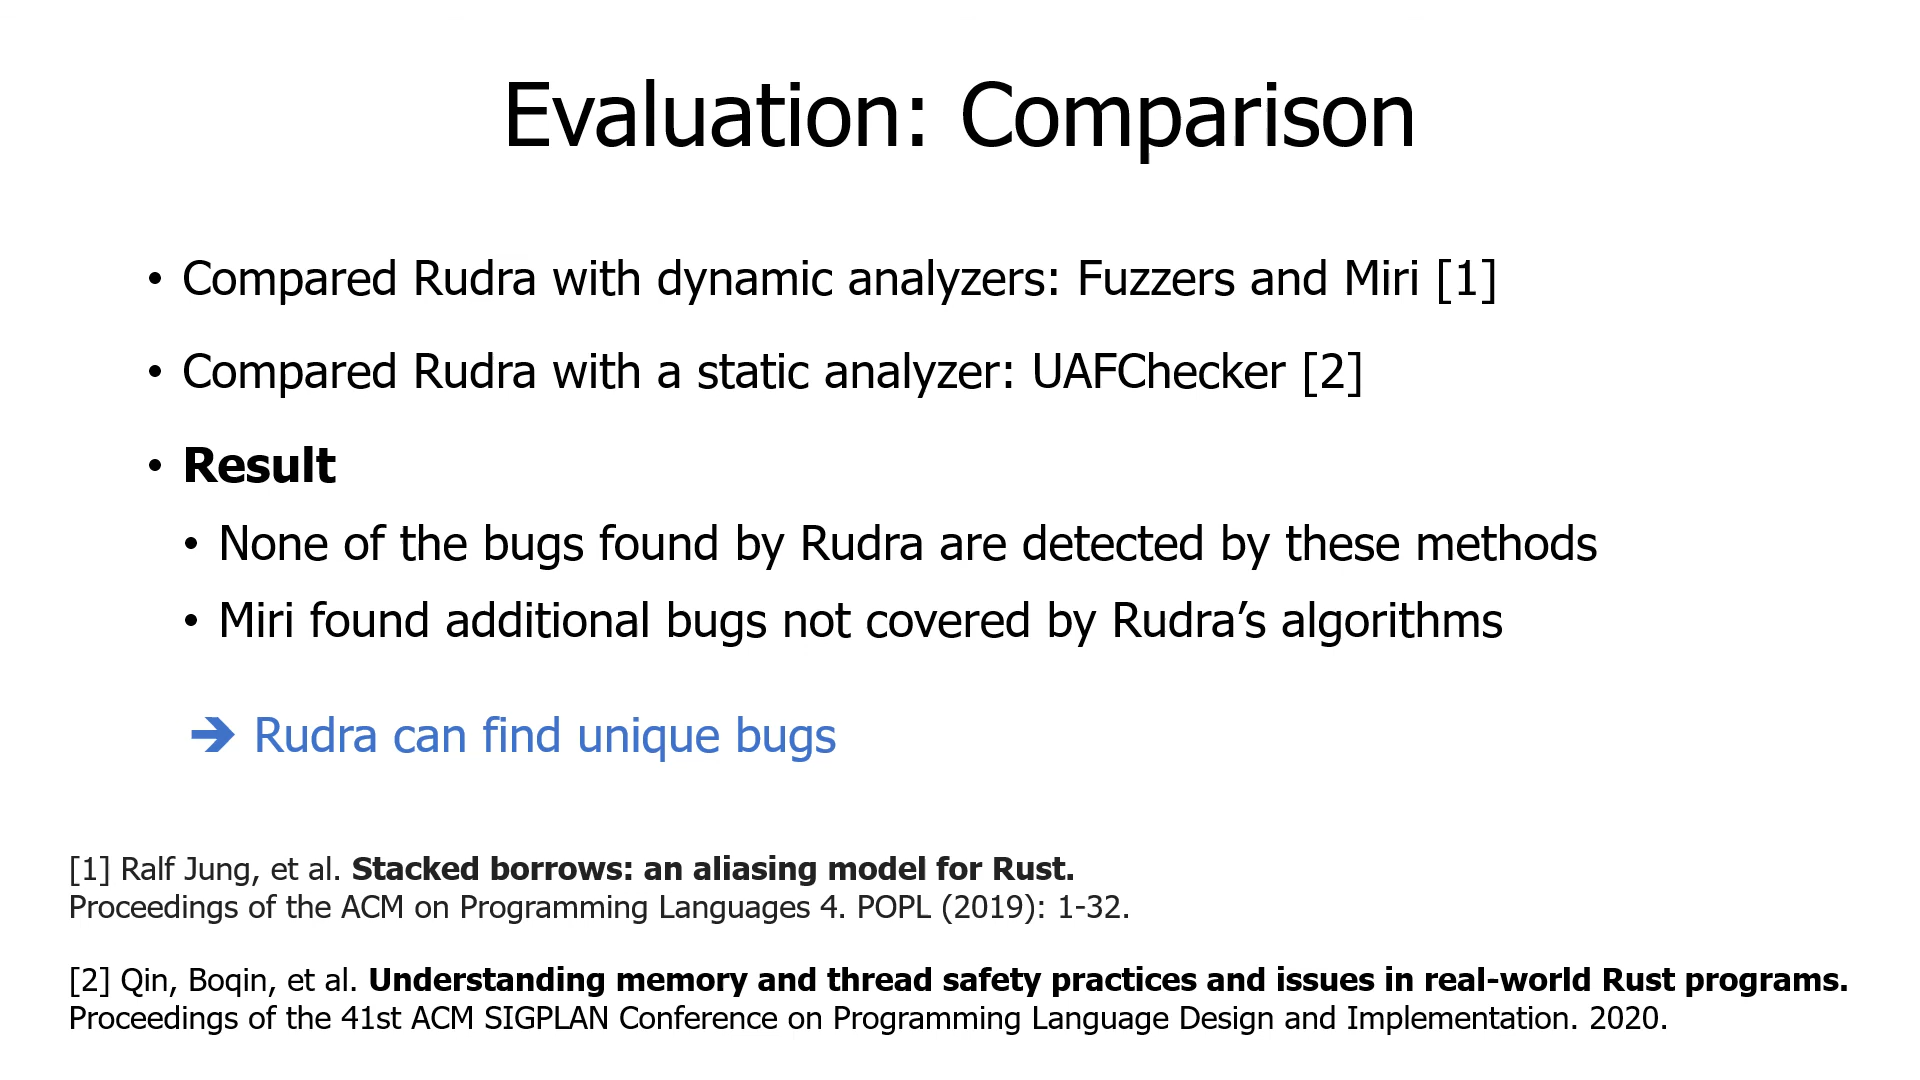 Evaluation: Comparison
• Compared Rudra with dynamic analyzers: Fuzzers and Miri [1]
• Compared Rudra with a static analyzer: UAFChecker [2]
• Result
• None of the bugs found by Rudra are detected by these methods
• Miri found additional bugs not covered by Rudra’s algorithms
➔ Rudra can find unique bugs
[1] Ralf Jung, et al. Stacked borrows: an aliasing model for Rust.
Proceedings of the ACM on Programming Languages 4. POPL (2019): 1-32.
[2] Qin, Boqin, et al. Understanding memory and thread safety practices and issues in real-world Rust programs.
Proceedings of the 41st ACM SIGPLAN Conference on Programming Language Design and Implementation. 2020.